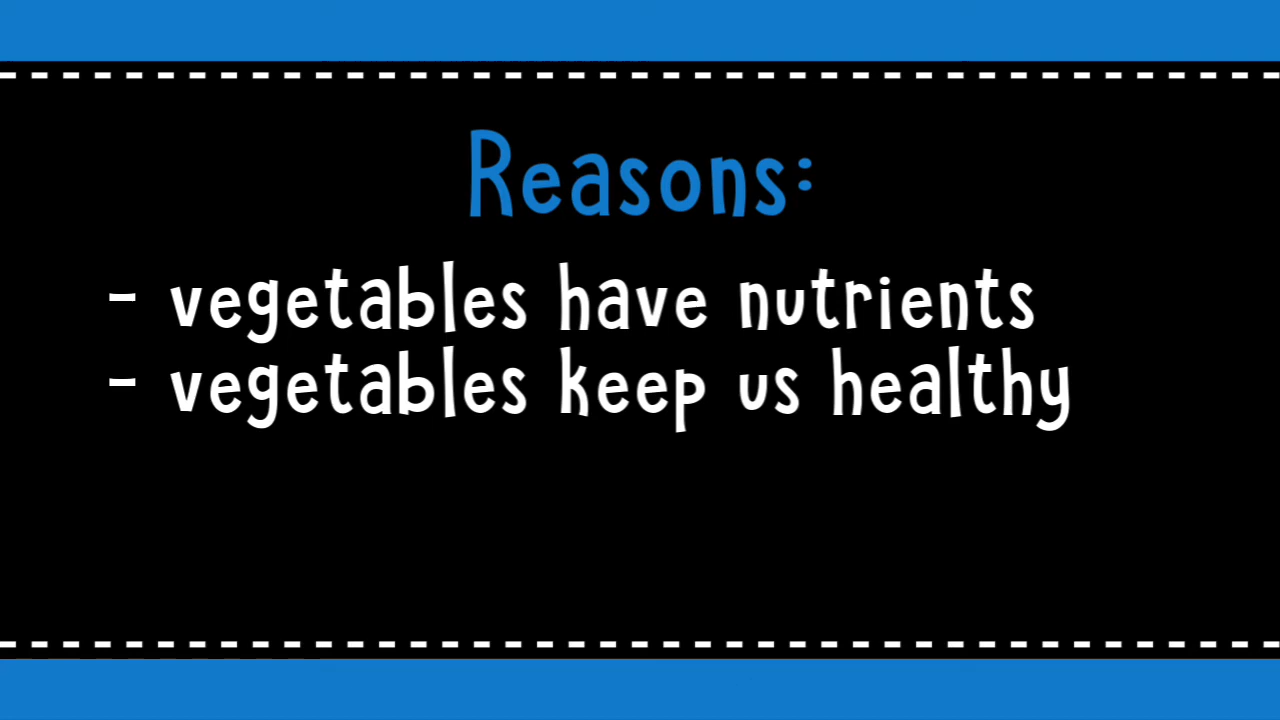 Reasons:
- vegetables have nutrients
- vegetables keep us healthy